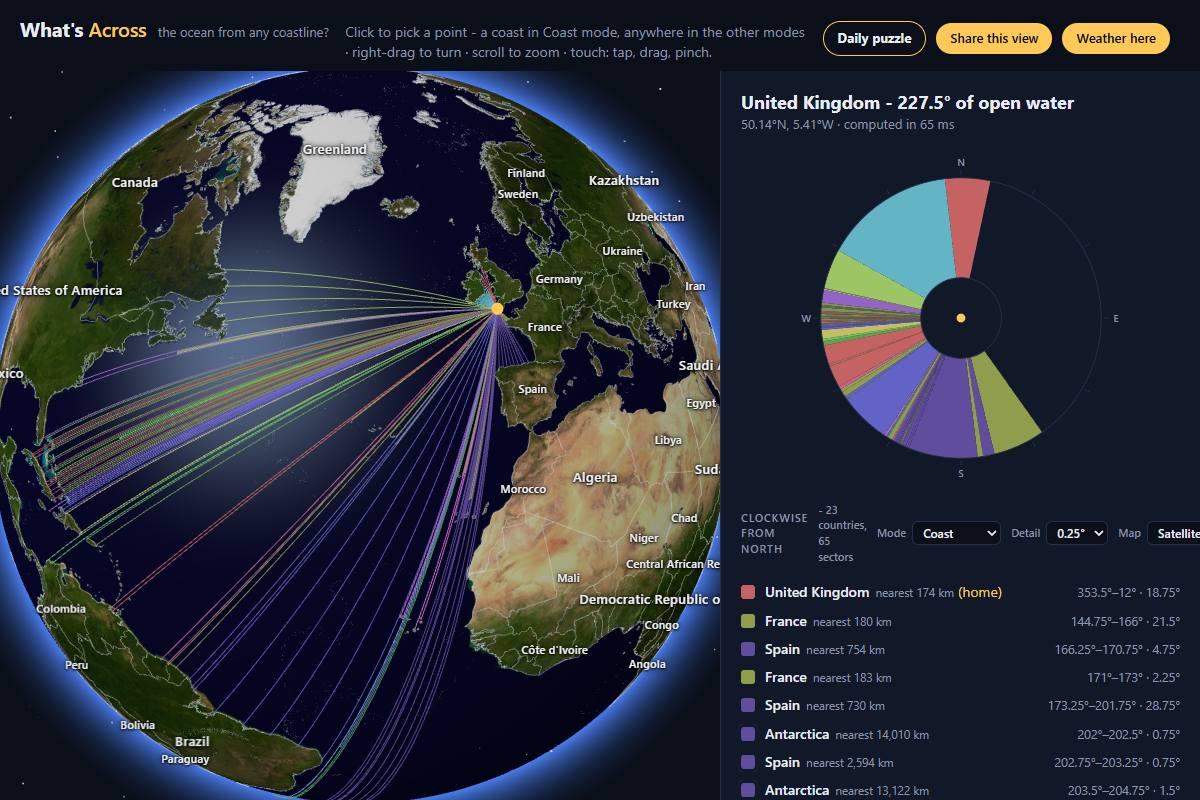 What's Across the ocean from any coastline?
Click to pick a point - a coast in Coast mode, anywhere in the other modes
· right-drag to turn · scroll to zoom · touch: tap, drag, pinch.
Daily puzzle
Share this view
Weather here
Greenland
Canada
Finland
Sweden
Kazakhstan
Uzbekistan
Ukraine
Germany
Iran
Turkey
d States of America
France
Saudi A
xico
Spain
Egypt
Libya
Algeria
Suda
Morocco
Chad
Niger
Central African Re
Mali
Democratic Republic o
Colombia
Congo
Côte d'Ivoire
Peru
Angola
Bolivia
Brazil
Paraguay
United Kingdom - 227.5° of open water
50.14°N, 5.41°W · computed in 65 ms
N
W
E
S
CLOCKWISE
FROM
NORTH
- 23
countries,
65
sectors
Mode
Coast
Detail
0.25°
Map
Satellite
United Kingdom nearest 174 km (home) 353.5°–12° · 18.75°
France nearest 180 km 144.75°–166° · 21.5°
Spain nearest 754 km 166.25°–170.75° · 4.75°
France nearest 183 km 171°–173° · 2.25°
Spain nearest 730 km 173.25°–201.75° · 28.75°
Antarctica nearest 14,010 km 202°–202.5° · 0.75°
Spain nearest 2,594 km 202.75°–203.25° · 0.75°
Antarctica nearest 13,122 km 203.5°–204.75° · 1.5°